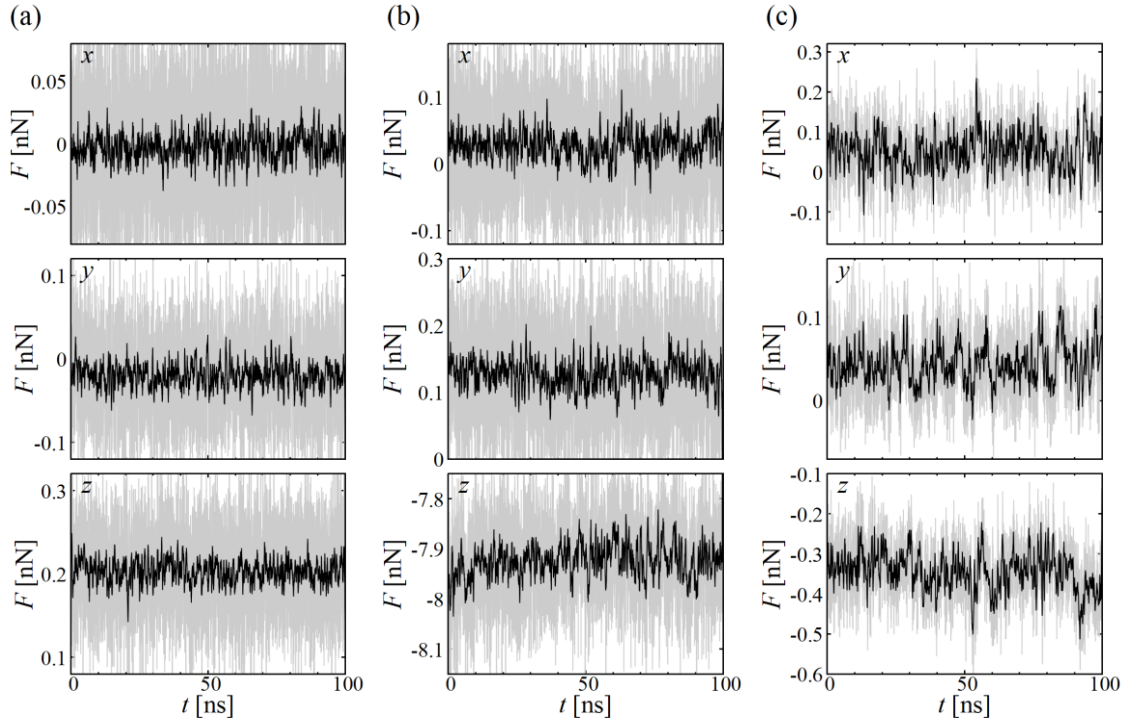 (a) (b) (c)
x
0.05
0
-0.05
F [nN]
x
0.1
0
-0.1
F [nN]
x
0.3
0.2
0.1
0
-0.1
F [nN]
y
0.1
0
-0.1
F [nN]
y
0.3
0.2
0.1
0
F [nN]
y
0.1
0
F [nN]
z
0.3
0.2
0.1
F [nN]
0 50 100
t [ns]
z
-7.8
-7.9
-8
-8.1
F [nN]
0 50 100
t [ns]
z
-0.1
-0.2
-0.3
-0.4
-0.5
-0.6
F [nN]
0 50 100
t [ns]